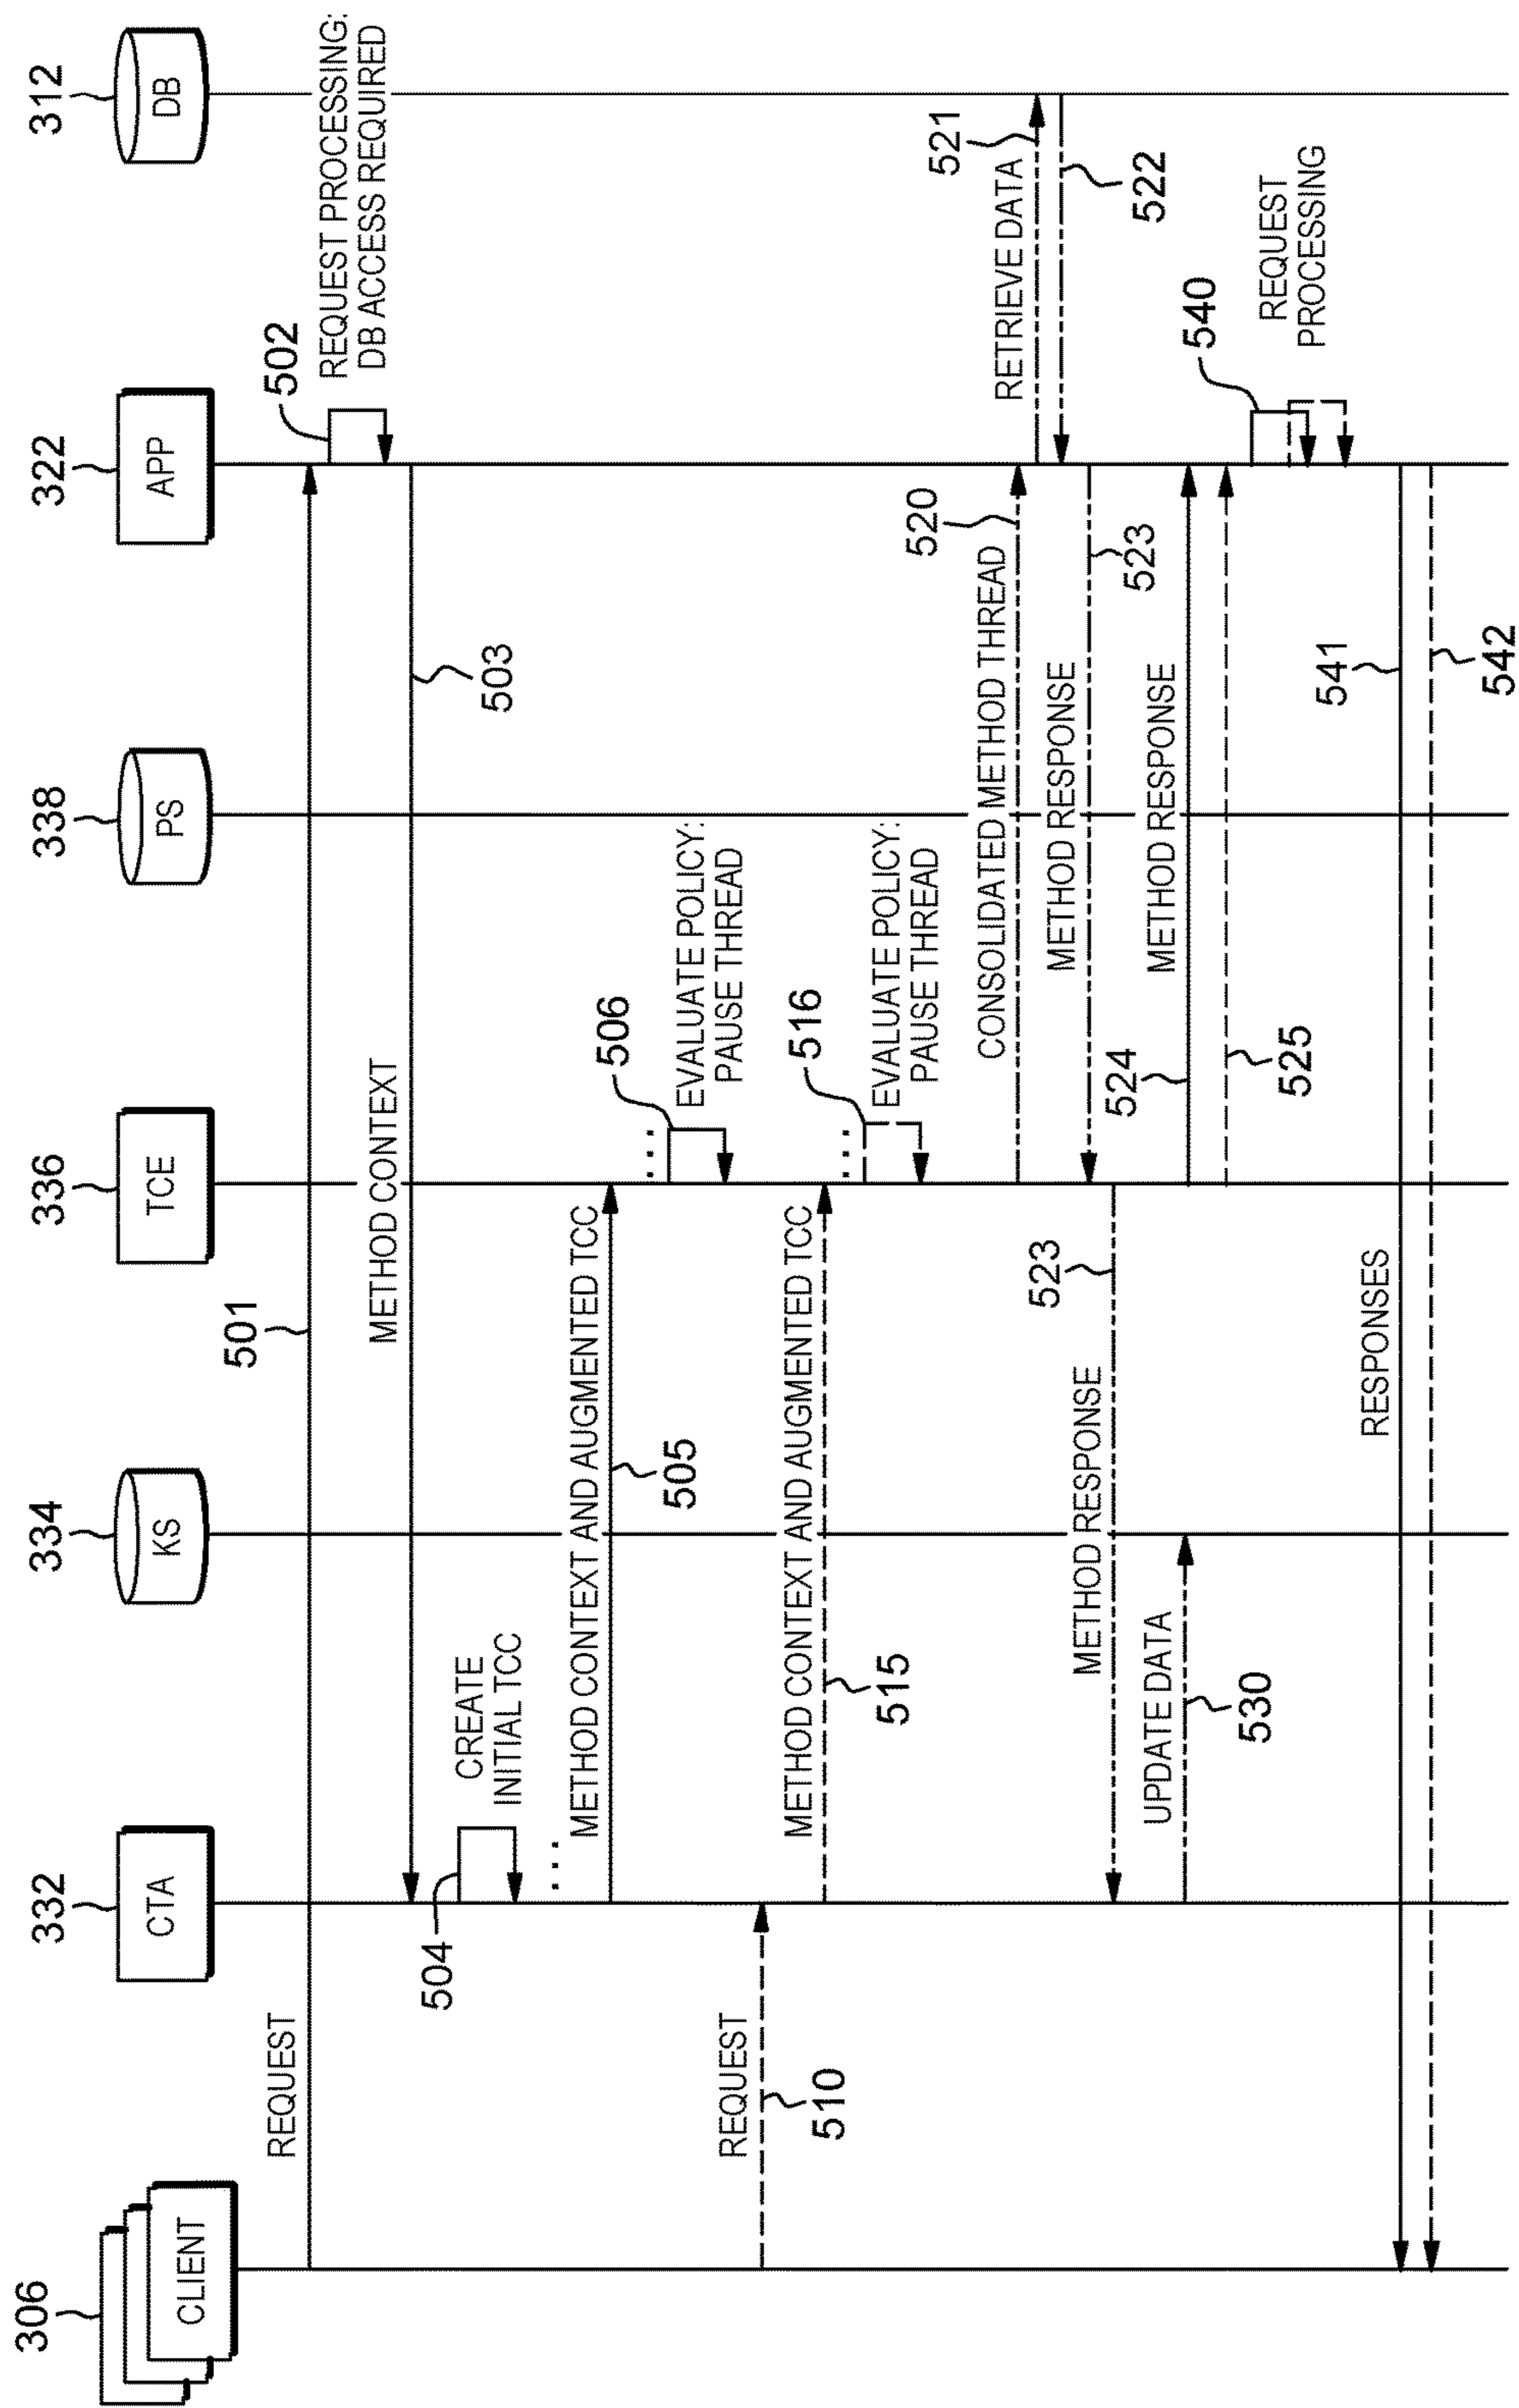 306
CLIENT
332
CTA
334
KS
336
TCE
338
PS
322
APP
312
DB
REQUEST
501
502
REQUEST PROCESSING:
DB ACCESS REQUIRED
METHOD CONTEXT
503
504
CREATE
INITIAL TCC
...
METHOD CONTEXT AND AUGMENTED TCC
505
...
506
EVALUATE POLICY:
PAUSE THREAD
REQUEST
510
METHOD CONTEXT AND AUGMENTED TCC
515
...
516
EVALUATE POLICY:
PAUSE THREAD
CONSOLIDATED METHOD THREAD
520
RETRIEVE DATA
521
522
METHOD RESPONSE
523
METHOD RESPONSE
523
UPDATE DATA
530
524
METHOD RESPONSE
525
540
REQUEST
PROCESSING
RESPONSES
541
542